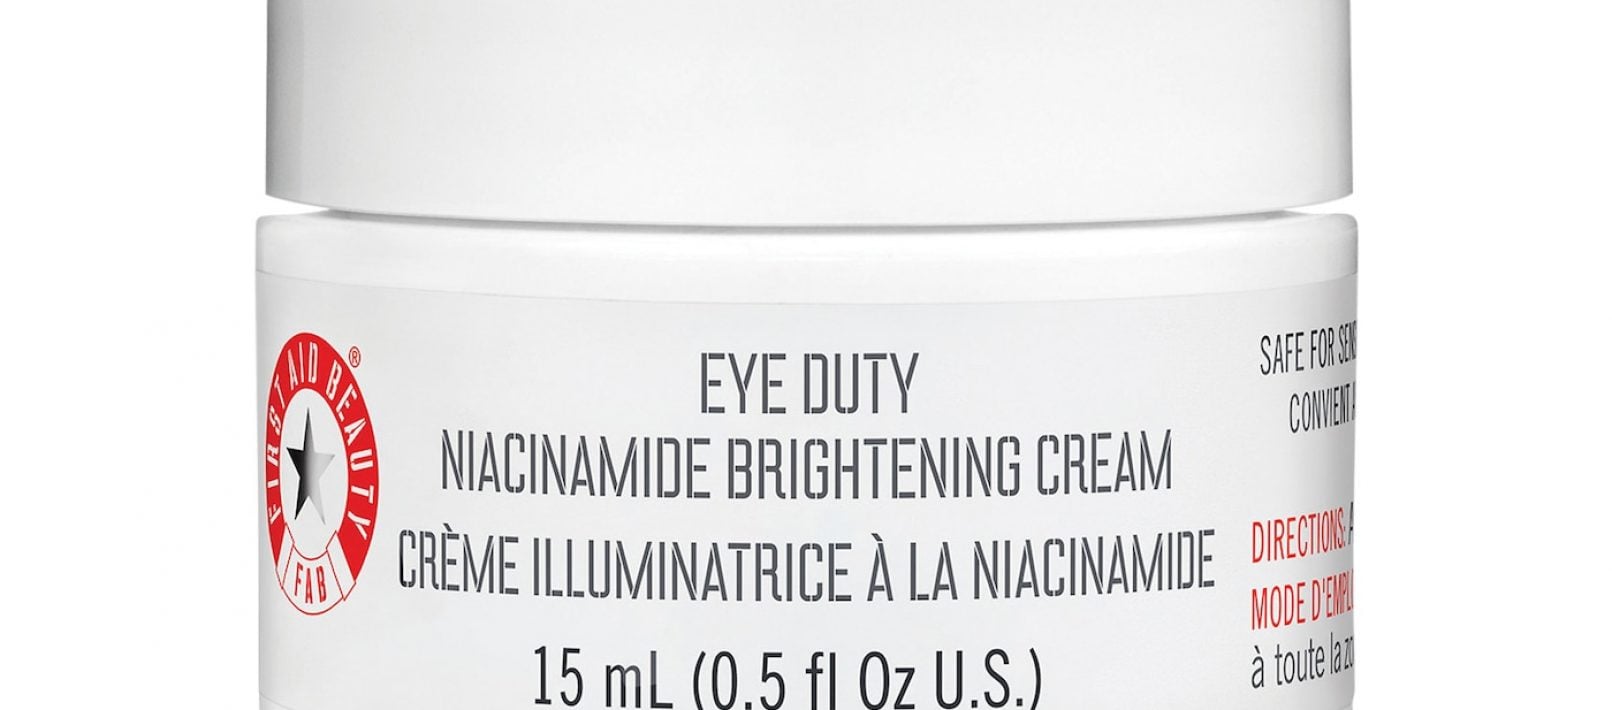 FIRST AID BEAUTY ®
FAB
EYE DUTY
NIACINAMIDE BRIGHTENING CREAM
CRÈME ILLUMINATRICE À LA NIACINAMIDE
15 mL (0.5 fl Oz U.S.)
SAFE FOR
CONVIENT
DIRECTIONS:
MODE
à toute la